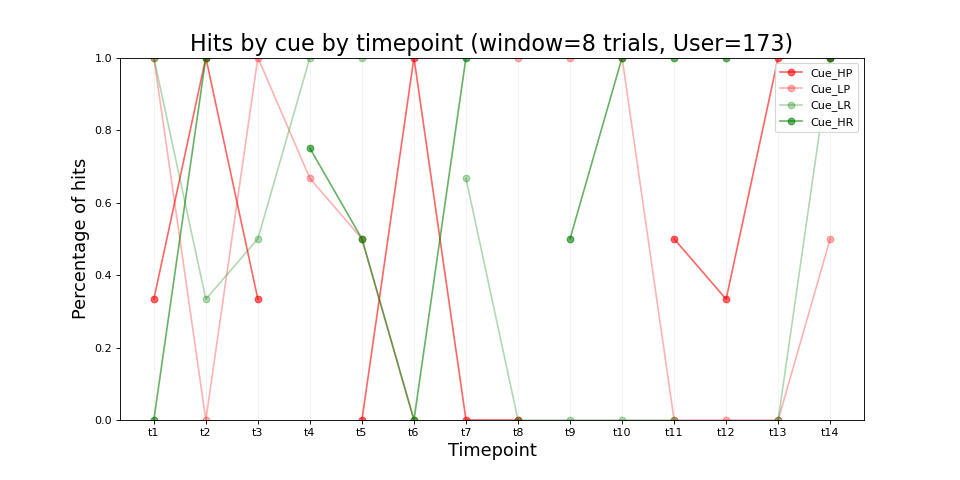 Hits by cue by timepoint (window=8 trials, User=173)
Percentage of hits
1.0
0.8
0.6
0.4
0.2
0.0
Cue_HP
Cue_LP
Cue_LR
Cue_HR
t1 t2 t3 t4 t5 t6 t7 t8 t9 t10 t11 t12 t13 t14
Timepoint